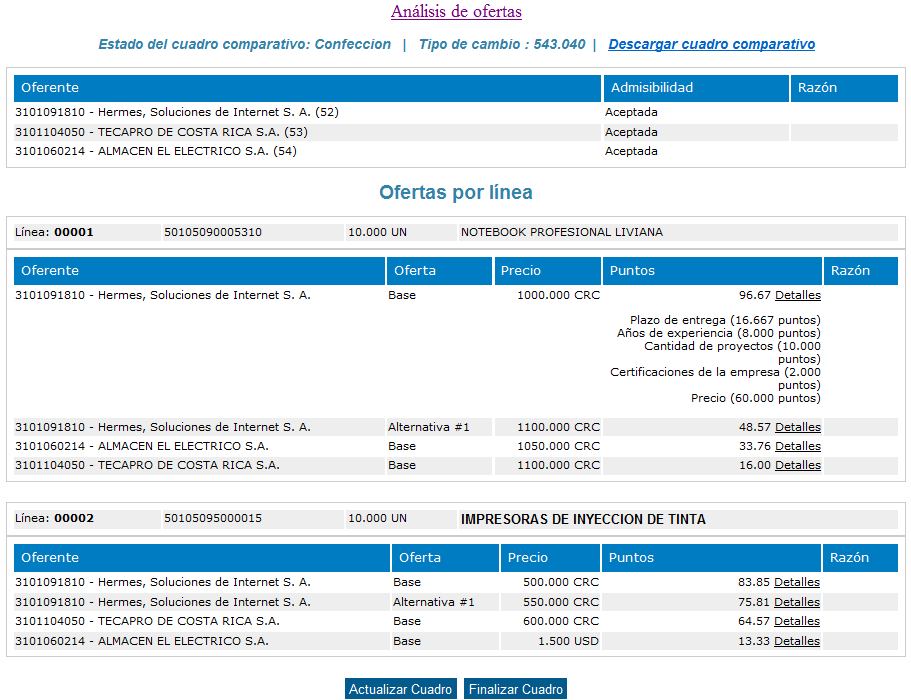 Análisis de ofertas
Estado del cuadro comparativo: Confeccion | Tipo de cambio : 543.040 | Descargar cuadro comparativo
Oferente Admisibilidad Razón
3101091810 - Hermes, Soluciones de Internet S. A. (52) Aceptada
3101104050 - TECAPRO DE COSTA RICA S.A. (53) Aceptada
3101060214 - ALMACEN EL ELECTRICO S.A. (54) Aceptada
Ofertas por línea
Línea: 00001 50105090005310 10.000 UN NOTEBOOK PROFESIONAL LIVIANA
Oferente Oferta Precio Puntos Razón
3101091810 - Hermes, Soluciones de Internet S. A. Base 1000.000 CRC 96.67 Detalles
Plazo de entrega (16.667 puntos)
Años de experiencia (8.000 puntos)
Cantidad de proyectos (10.000
puntos)
Certificaciones de la empresa (2.000
puntos)
Precio (60.000 puntos)
3101091810 - Hermes, Soluciones de Internet S. A. Alternativa #1 1100.000 CRC 48.57 Detalles
3101060214 - ALMACEN EL ELECTRICO S.A. Base 1050.000 CRC 33.76 Detalles
3101104050 - TECAPRO DE COSTA RICA S.A. Base 1100.000 CRC 16.00 Detalles
Línea: 00002 50105095000015 10.000 UN IMPRESORAS DE INYECCION DE TINTA
Oferente Oferta Precio Puntos Razón
3101091810 - Hermes, Soluciones de Internet S. A. Base 500.000 CRC 83.85 Detalles
3101091810 - Hermes, Soluciones de Internet S. A. Alternativa #1 550.000 CRC 75.81 Detalles
3101104050 - TECAPRO DE COSTA RICA S.A. Base 600.000 CRC 64.57 Detalles
3101060214 - ALMACEN EL ELECTRICO S.A. Base 1.500 USD 13.33 Detalles
Actualizar Cuadro Finalizar Cuadro